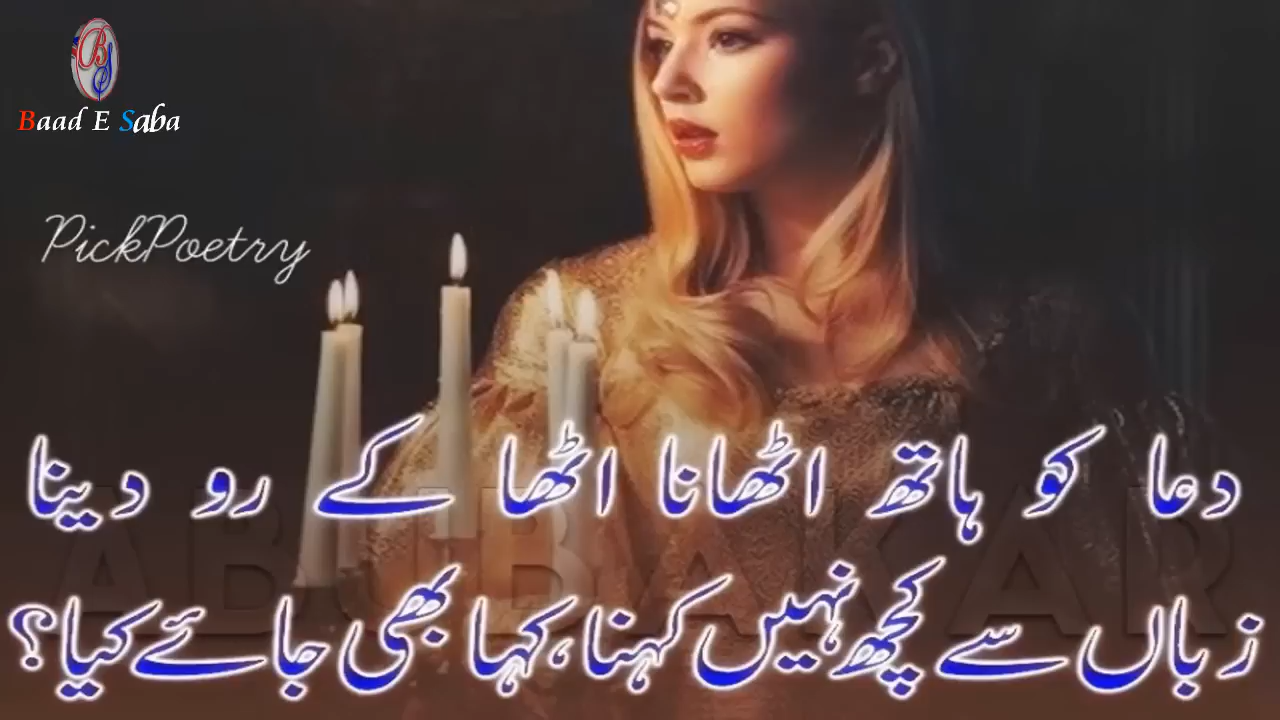 Baad E Saba
PickPoetry
دعا کو ہاتھ اٹھانا اٹھا کے رو دینا
زباں سے کچھ نہیں کہنا، کہا بھی جائے کیا؟
ABUBAKAR